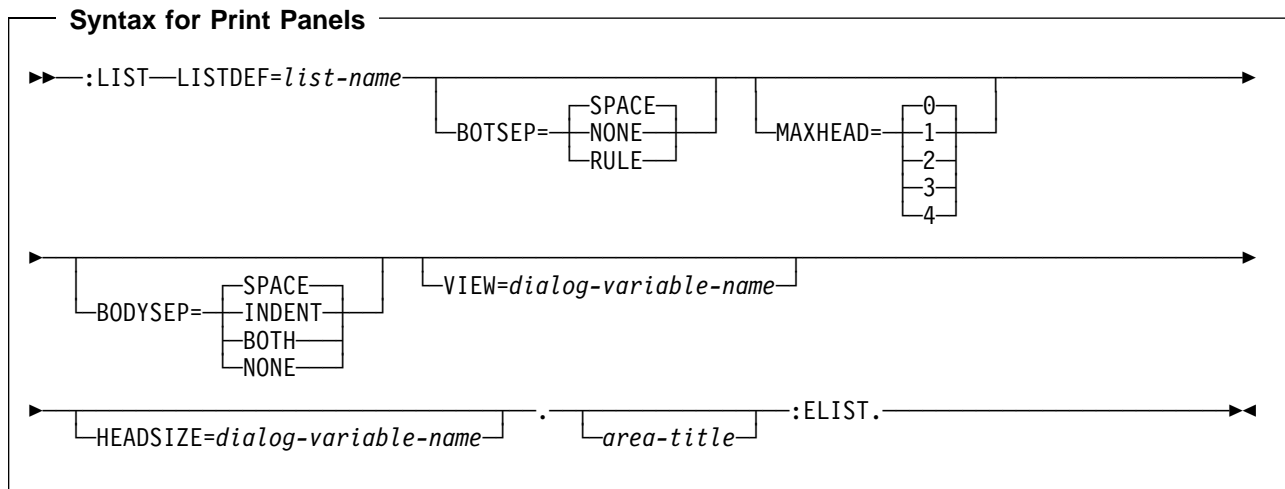 Syntax for Print Panels
:LIST LISTDEF=list-name
BOTSEP= SPACE
NONE
RULE
MAXHEAD= 0
1
2
3
4
BODYSEP= SPACE
INDENT
BOTH
NONE
VIEW=dialog-variable-name
HEADSIZE=dialog-variable-name . area-title :ELIST.